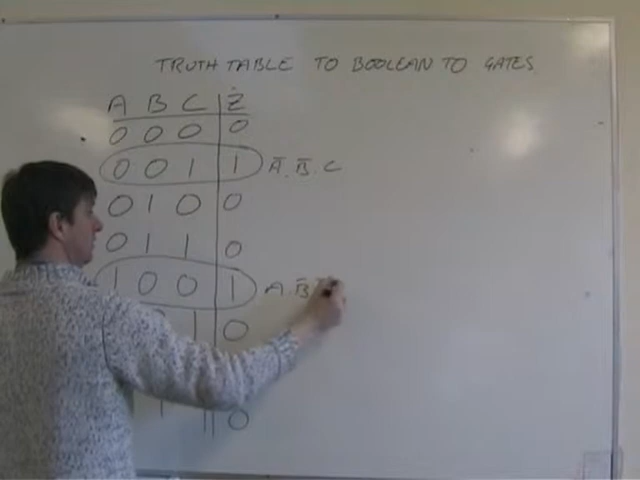 TRUTH TABLE TO BOOLEAN TO GATES
A B C Z
0 0 0 0
0 0 1 1 A̅.B̅.C
0 1 0 0
0 1 1 0
1 0 0 1 A.B̅
1 0
1 0